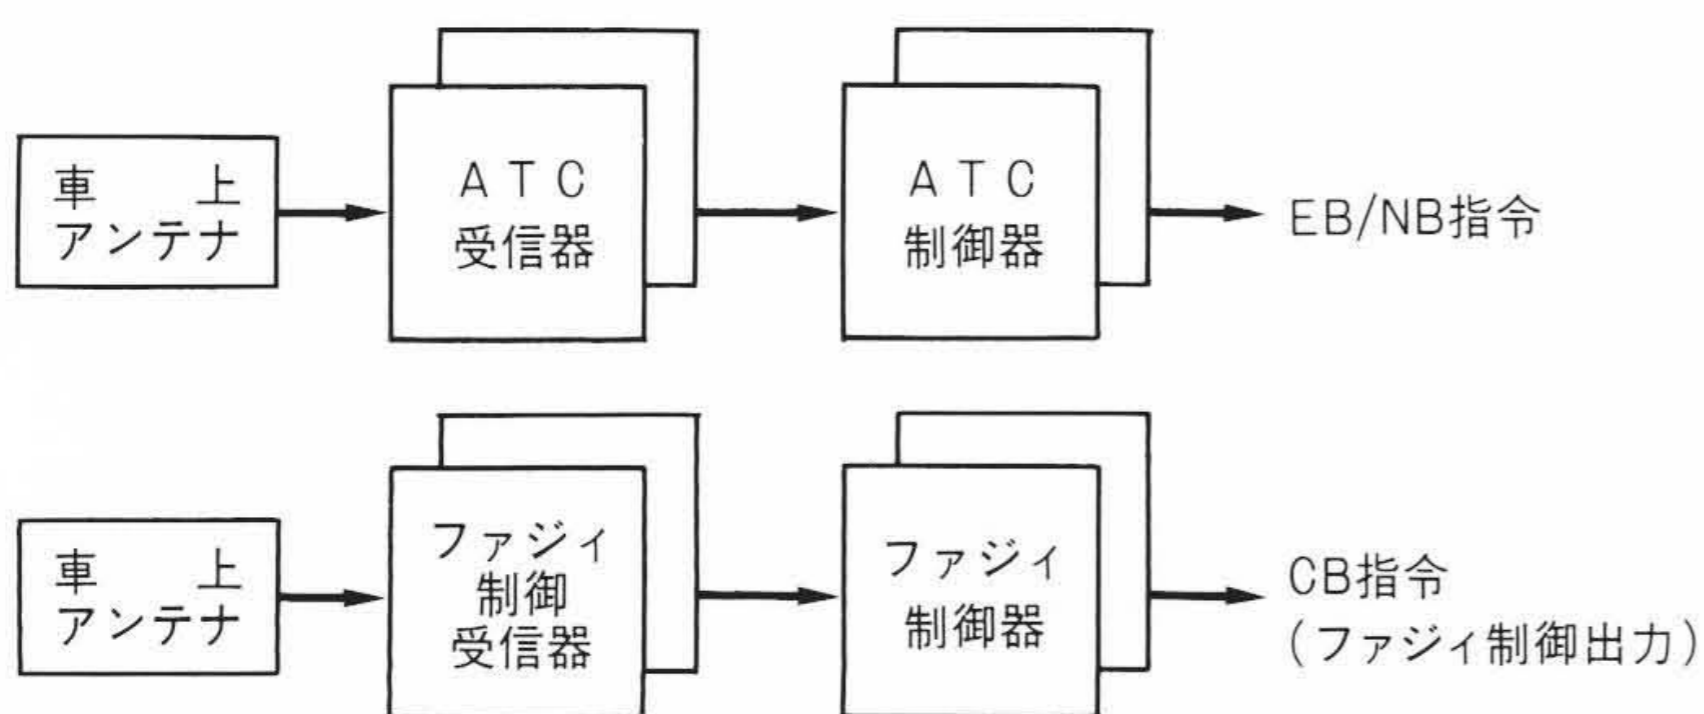 車 上
アンテナ
ATC
受信器
ATC
制御器
EB/NB指令
車 上
アンテナ
ファジィ
制御
受信器
ファジィ
制御器
CB指令
(ファジィ制御出力)